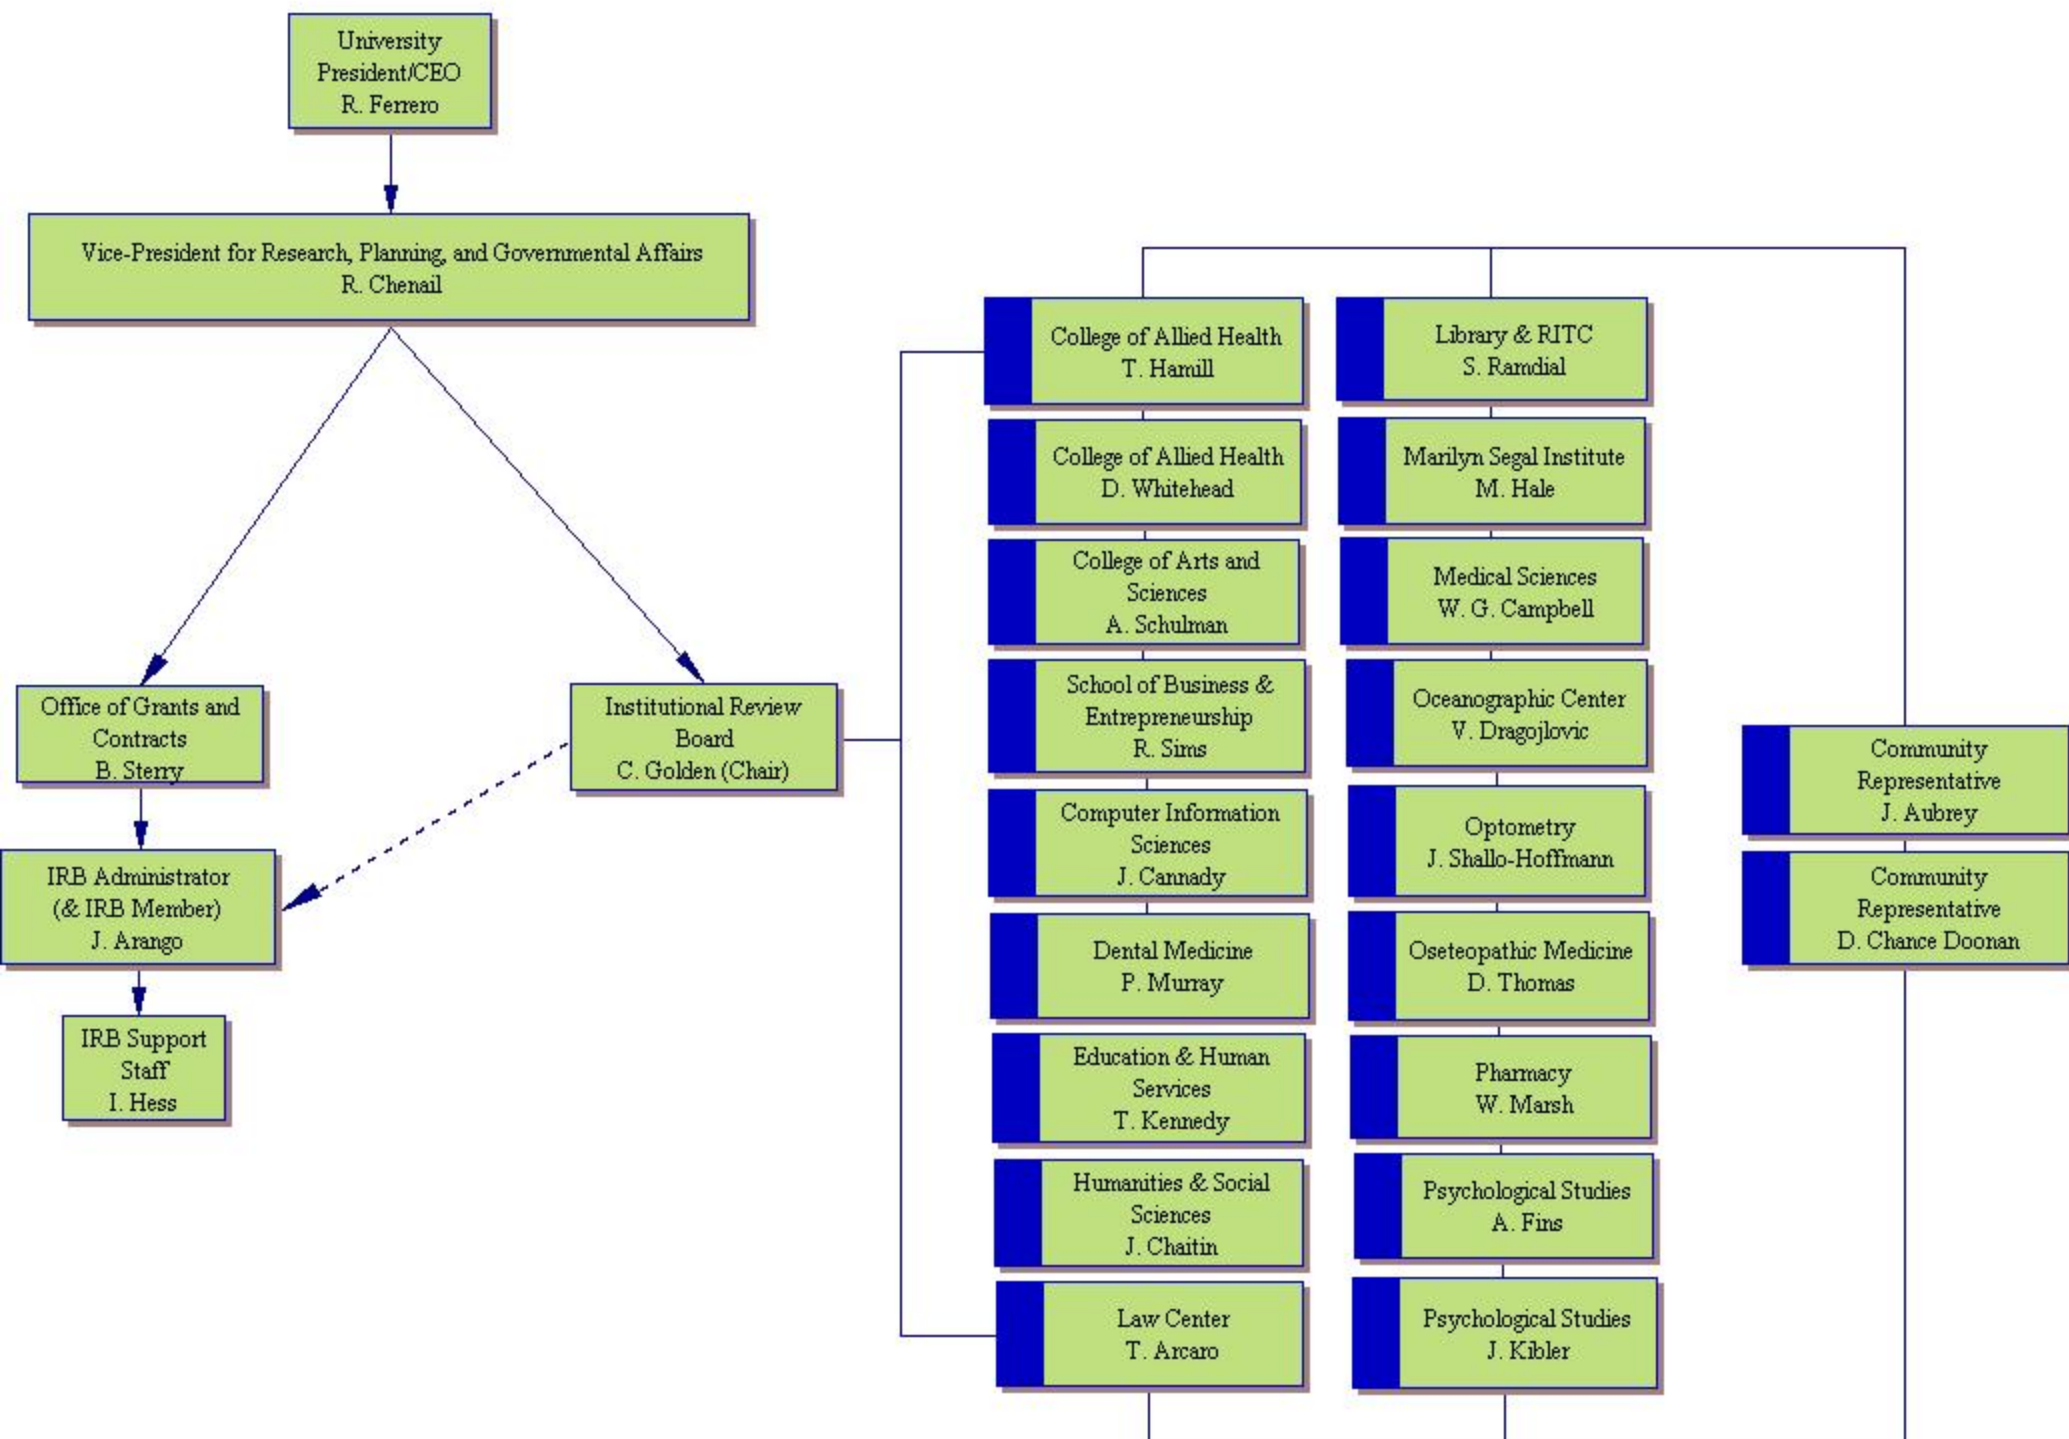 University
President/CEO
R. Ferrero
Vice-President for Research, Planning, and Governmental Affairs
R. Chenail
Office of Grants and
Contracts
B. Sterry
Institutional Review
Board
C. Golden (Chair)
IRB Administrator
(& IRB Member)
J. Arango
IRB Support
Staff
I. Hess
College of Allied Health
T. Hamill
College of Allied Health
D. Whitehead
College of Arts and
Sciences
A. Schulman
School of Business &
Entrepreneurship
R. Sims
Computer Information
Sciences
J. Cannady
Dental Medicine
P. Murray
Education & Human
Services
T. Kennedy
Humanities & Social
Sciences
J. Chaitin
Law Center
T. Arcaro
Library & RITC
S. Ramdial
Marilyn Segal Institute
M. Hale
Medical Sciences
W. G. Campbell
Oceanographic Center
V. Dragojlovic
Optometry
J. Shallo-Hoffmann
Oseteopathic Medicine
D. Thomas
Pharmacy
W. Marsh
Psychological Studies
A. Fins
Psychological Studies
J. Kibler
Community
Representative
J. Aubrey
Community
Representative
D. Chance Doonan